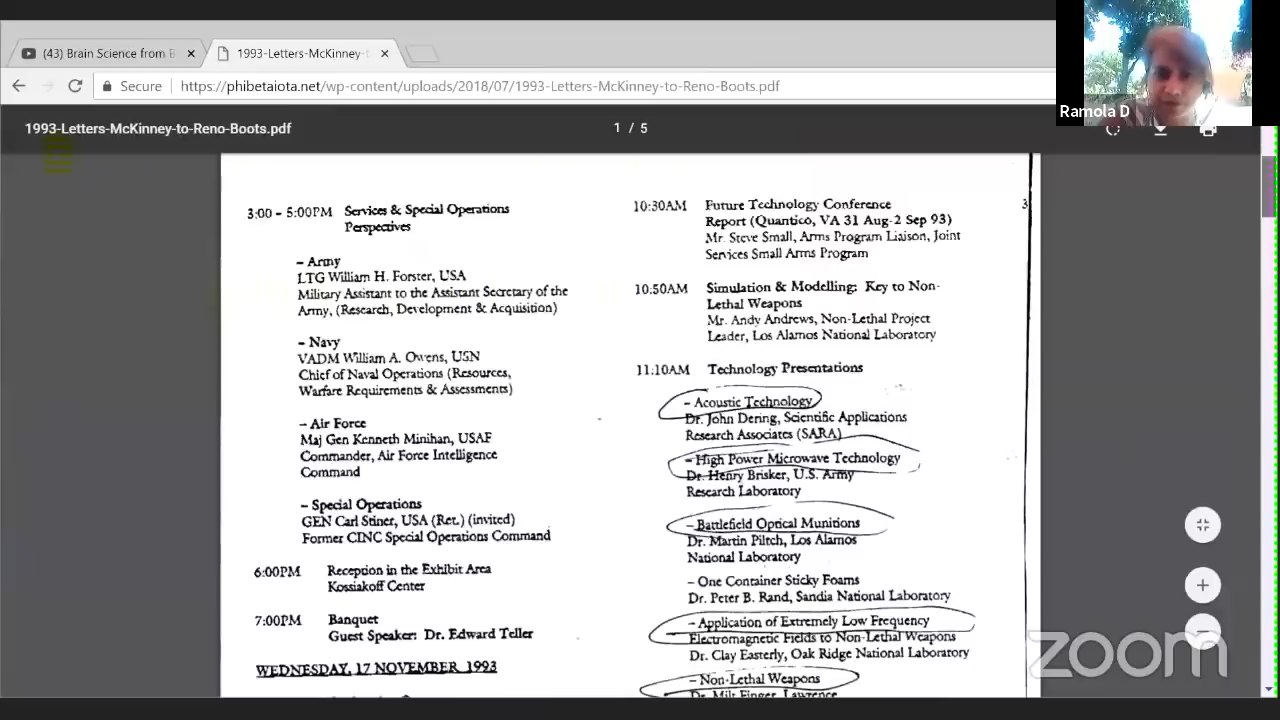 (43) Brain Science from B
1993-Letters-McKinney-t
Secure
https://phibetaiota.net/wp-content/uploads/2018/07/1993-Letters-McKinney-to-Reno-Boots.pdf
Ramola D
1993-Letters-McKinney-to-Reno-Boots.pdf
1 / 5
3:00 - 5:00PM Services & Special Operations
Perspectives
- Army
LTG William H. Forster, USA
Military Assistant to the Assistant Secretary of the
Army, (Research, Development & Acquisition)
- Navy
VADM William A. Owens, USN
Chief of Naval Operations (Resources,
Warfare Requirements & Assessments)
- Air Force
Maj Gen Kenneth Minihan, USAF
Commander, Air Force Intelligence
Command
- Special Operations
GEN Carl Stiner, USA (Ret.) (invited)
Former CINC Special Operations Command
6:00PM Reception in the Exhibit Area
Kossiakoff Center
7:00PM Banquet
Guest Speaker: Dr. Edward Teller
WEDNESDAY, 17 NOVEMBER 1993
3
10:30AM Future Technology Conference
Report (Quantico, VA 31 Aug-2 Sep 93)
Mr. Steve Small, Arms Program Liaison, Joint
Services Small Arms Program
10:50AM Simulation & Modelling: Key to Non-
Lethal Weapons
Mr. Andy Andrews, Non-Lethal Project
Leader, Los Alamos National Laboratory
11:10AM Technology Presentations
- Acoustic Technology
Dr. John Dering, Scientific Applications
Research Associates (SARA)
- High Power Microwave Technology
Dr. Henry Brisker, U.S. Army
Research Laboratory
- Battlefield Optical Munitions
Dr. Martin Piltch, Los Alamos
National Laboratory
- One Container Sticky Foams
Dr. Peter B. Rand, Sandia National Laboratory
- Application of Extremely Low Frequency
Electromagnetic Fields to Non-Lethal Weapons
Dr. Clay Easterly, Oak Ridge National Laboratory
- Non-Lethal Weapons
Dr. Milt Finger, Lawrence
zoom